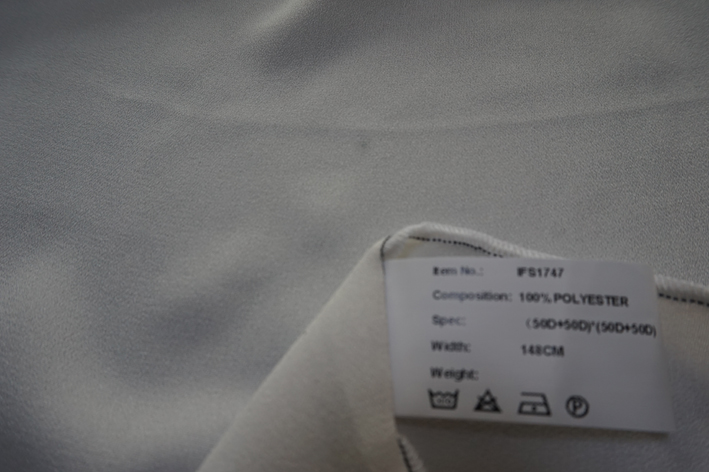 Item No.: IFS1747
Composition: 100% POLYESTER
Spec: (50D+50D)*(50D+50D)
Width: 148CM
Weight:
P